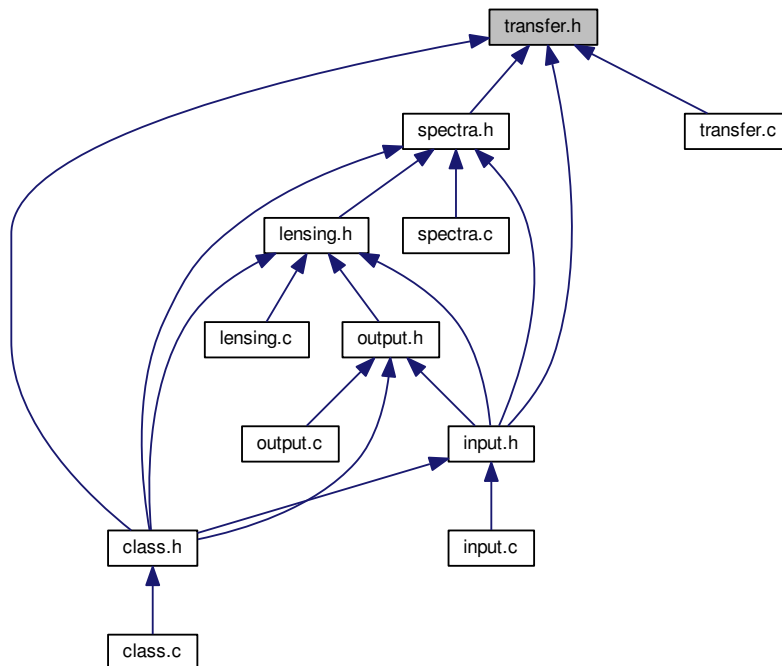 transfer.h
spectra.h
transfer.c
lensing.h
spectra.c
lensing.c
output.h
output.c
input.h
class.h
input.c
class.c